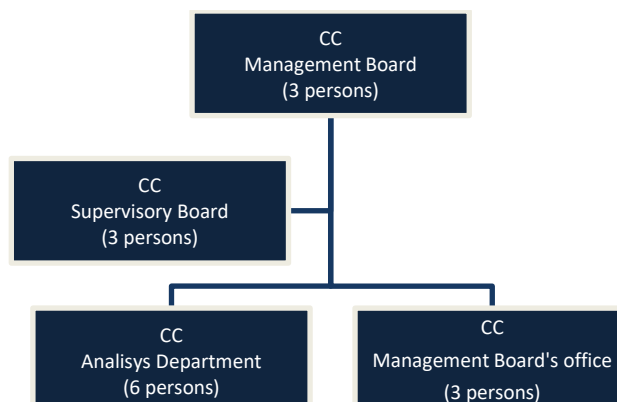 CC
Management Board
(3 persons)
CC
Supervisory Board
(3 persons)
CC
Analisys Department
(6 persons)
CC
Management Board's office
(3 persons)